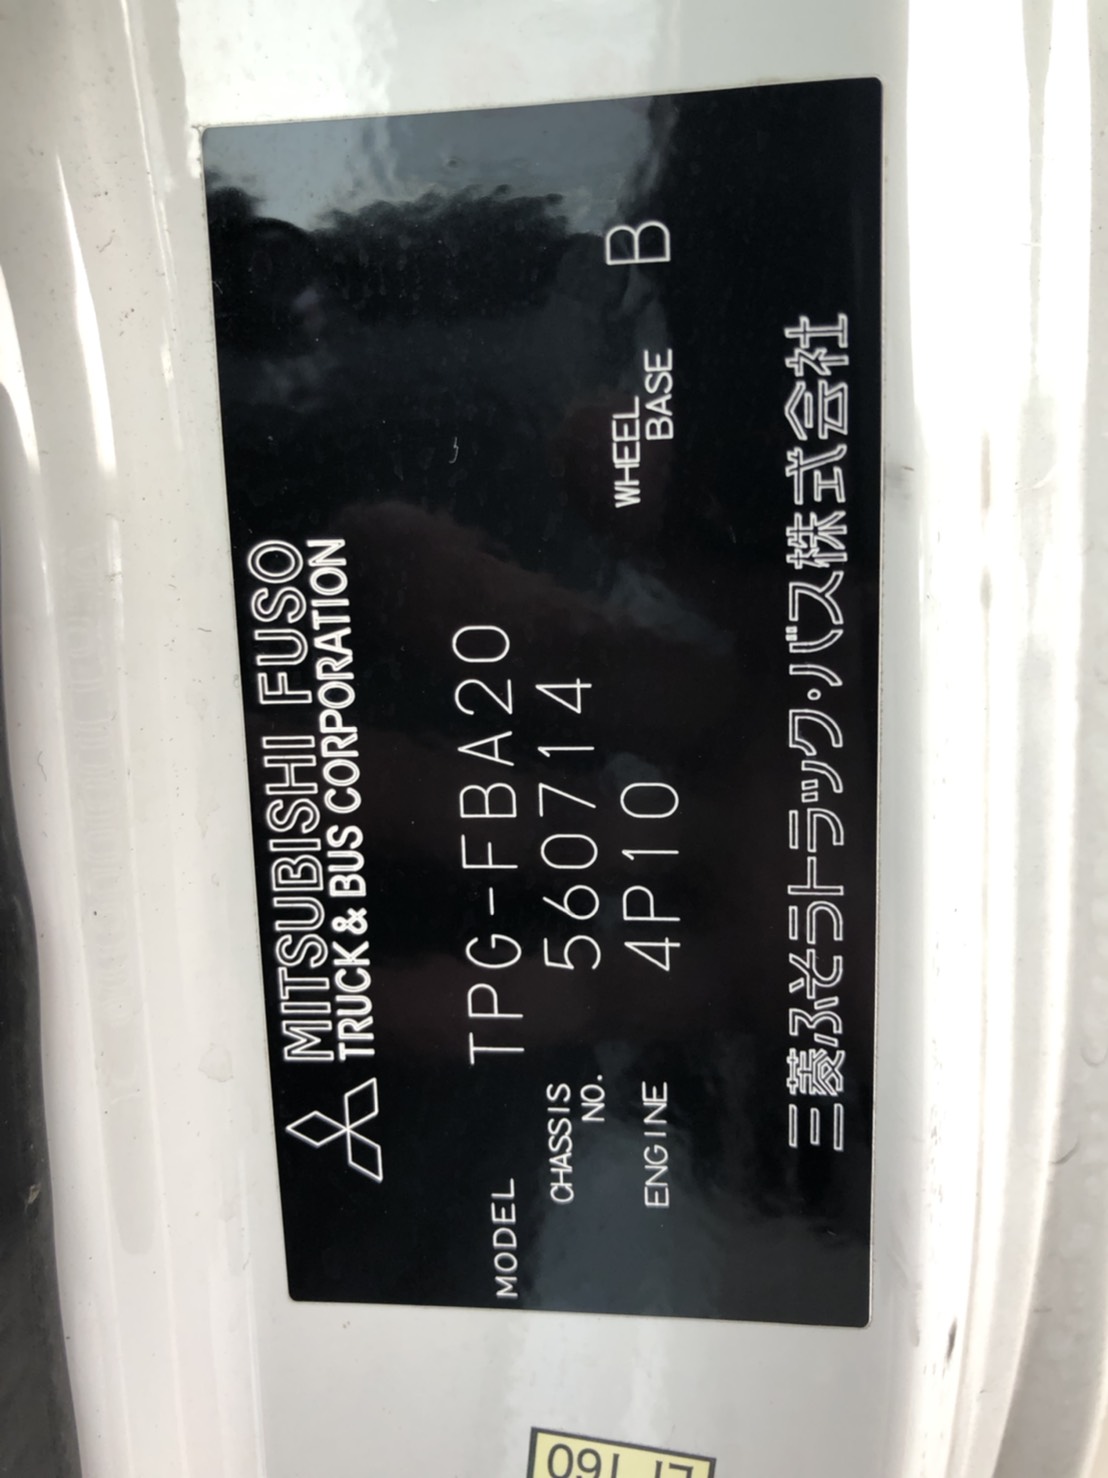 MITSUBISHI FUSO
TRUCK & BUS CORPORATION
MODEL TPG-FBA20
CHASSIS NO. 560714
ENGINE 4P10 WHEEL BASE B
三菱ふそうトラック・バス株式会社